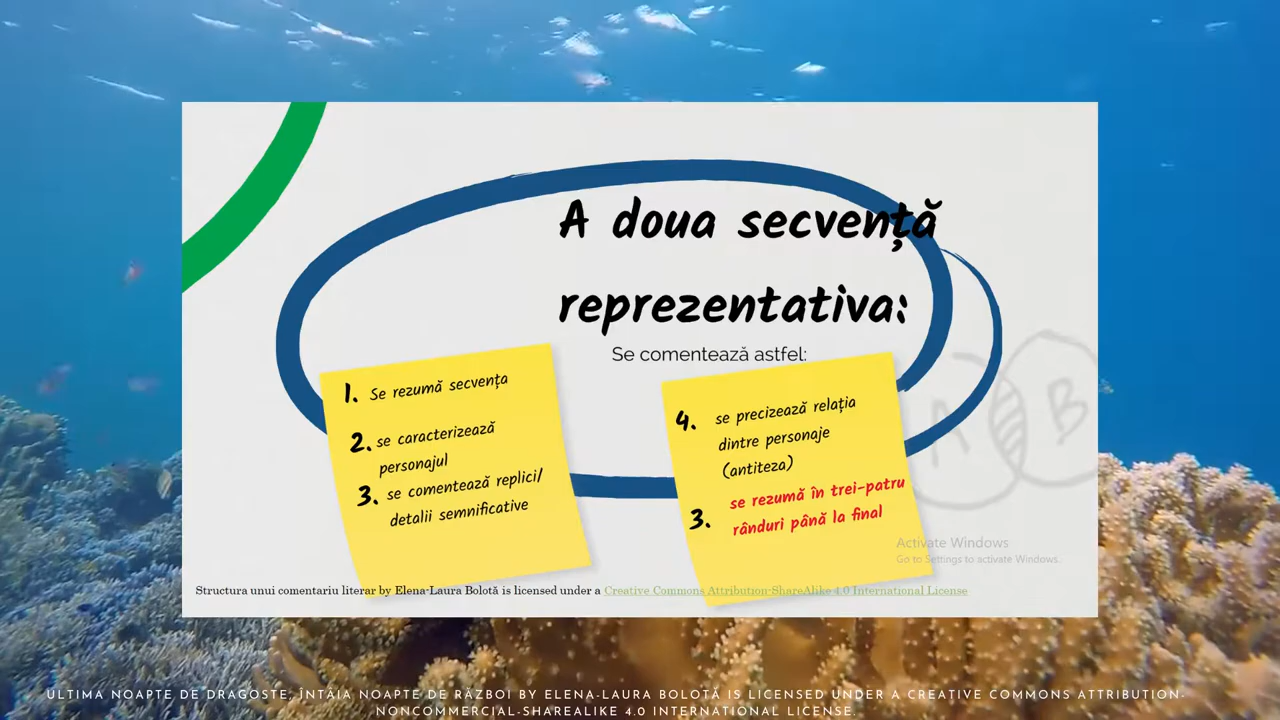 A doua secvență
reprezentativa:
Se comentează astfel:
1. Se rezumă secvența
2. se caracterizează
personajul
3. se comentează replici/
detalii semnificative
4. se precizează relația
dintre personaje
(antiteza)
3. se rezumă în trei-patru
rânduri până la final
A B
Activate Windows
Go to Settings to activate Windows.
Structura unui comentariu literar by Elena-Laura Bolotă is licensed under a Creative Commons Attribution-ShareAlike 4.0 International License
ULTIMA NOAPTE DE DRAGOSTE, ÎNTÂIA NOAPTE DE RĂZBOI BY ELENA-LAURA BOLOTĂ IS LICENSED UNDER A CREATIVE COMMONS ATTRIBUTION-
NONCOMMERCIAL-SHAREALIKE 4.0 INTERNATIONAL LICENSE.